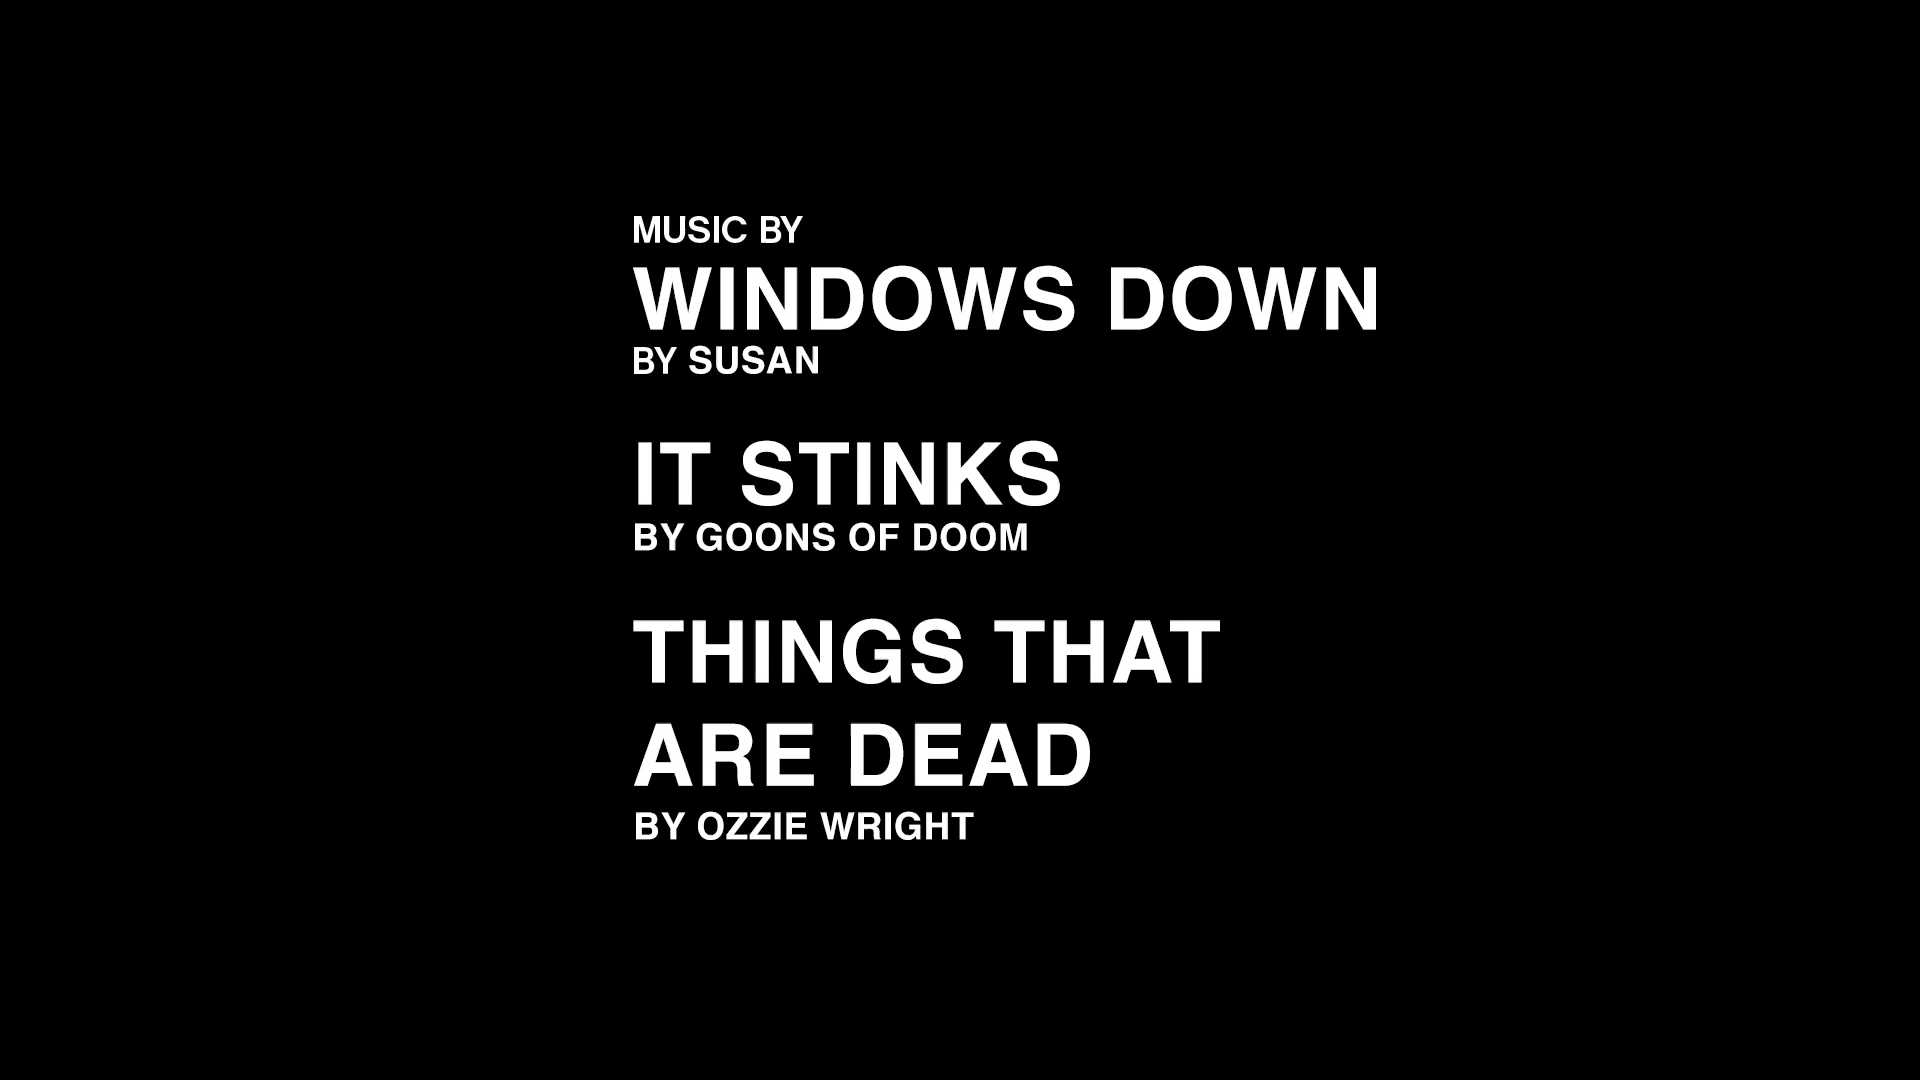 MUSIC BY
WINDOWS DOWN
BY SUSAN
IT STINKS
BY GOONS OF DOOM
THINGS THAT
ARE DEAD
BY OZZIE WRIGHT